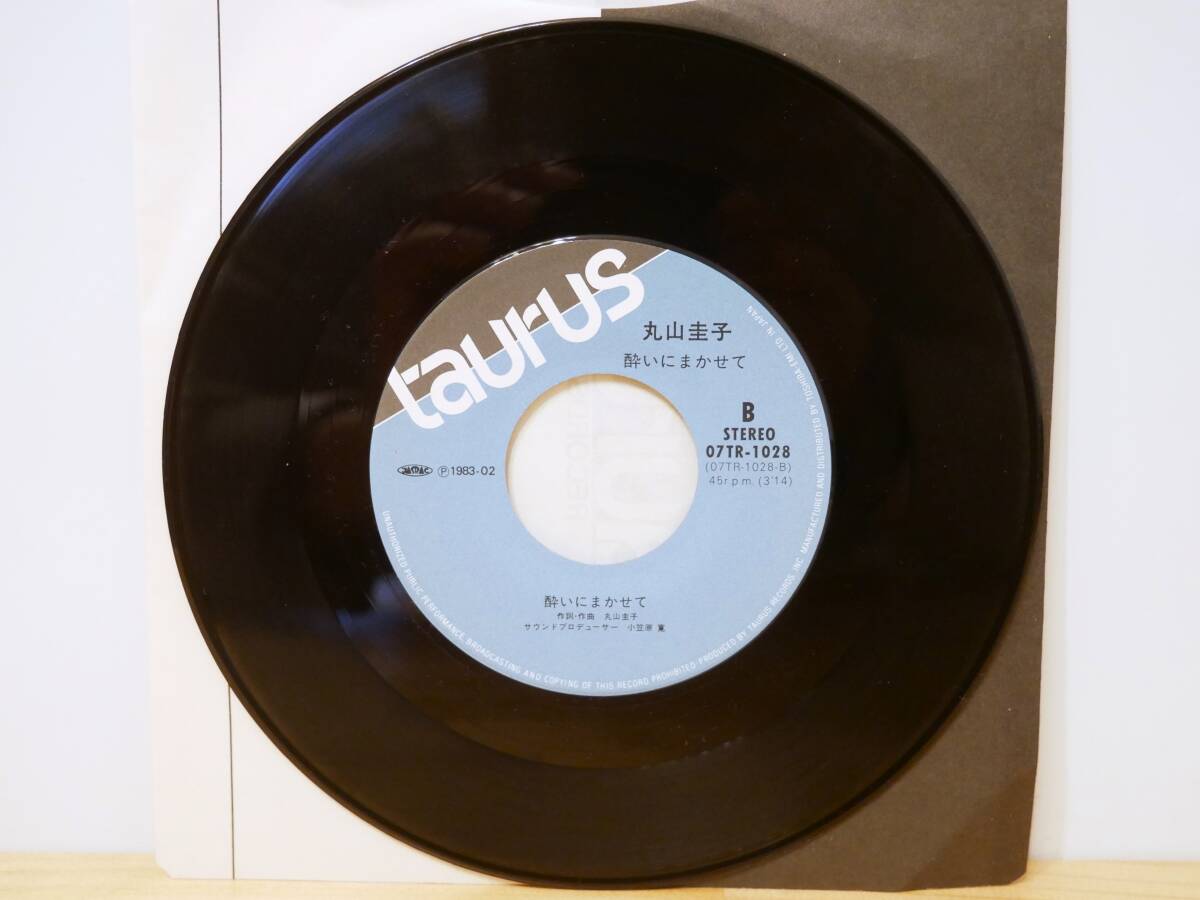 taurus
丸山圭子
酔いにまかせて
B
STEREO
07TR-1028
(07TR-1028-B)
45r.p.m. (3'14)
JASRAC ℗1983-02
酔いにまかせて
作詞・作曲 丸山圭子
サウンドプロデューサー 小笠原 寛
UNAUTHORIZED PUBLIC PERFORMANCE BROADCASTING AND COPYING OF THIS RECORD PROHIBITED·PRODUCED BY TAURUS RECORDS, INC. MANUFACTURED AND DISTRIBUTED BY TOSHIBA-EMI LTD IN JAPAN